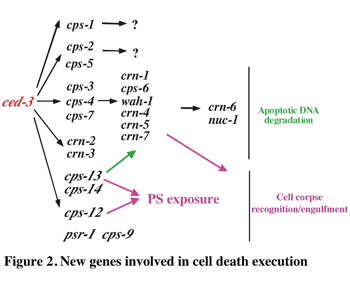 cps-1
?
cps-2
cps-5
?
ced-3
cps-3
cps-4
cps-7
crn-1
cps-6
wah-1
crn-4
crn-5
crn-7
crn-6
nuc-1
Apoptotic DNA
degradation
crn-2
crn-3
cps-13
cps-14
cps-12
PS exposure
Cell corpse
recognition/engulfment
psr-1 cps-9
Figure 2. New genes involved in cell death execution